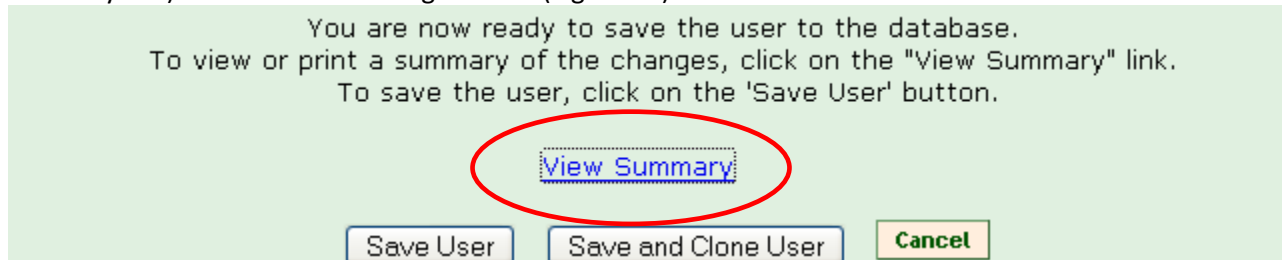 You are now ready to save the user to the database.
To view or print a summary of the changes, click on the "View Summary" link.
To save the user, click on the 'Save User' button.
View Summary
Save User Save and Clone User Cancel